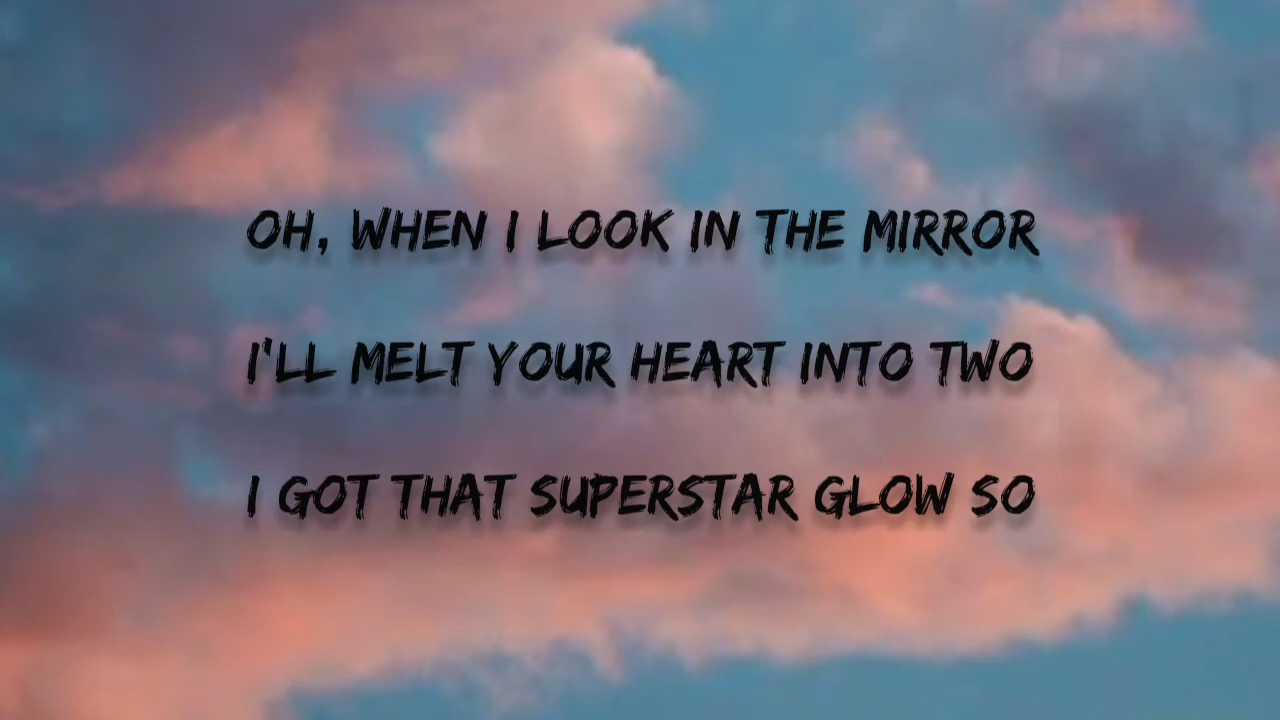 OH, WHEN I LOOK IN THE MIRROR
I'LL MELT YOUR HEART INTO TWO
I GOT THAT SUPERSTAR GLOW SO